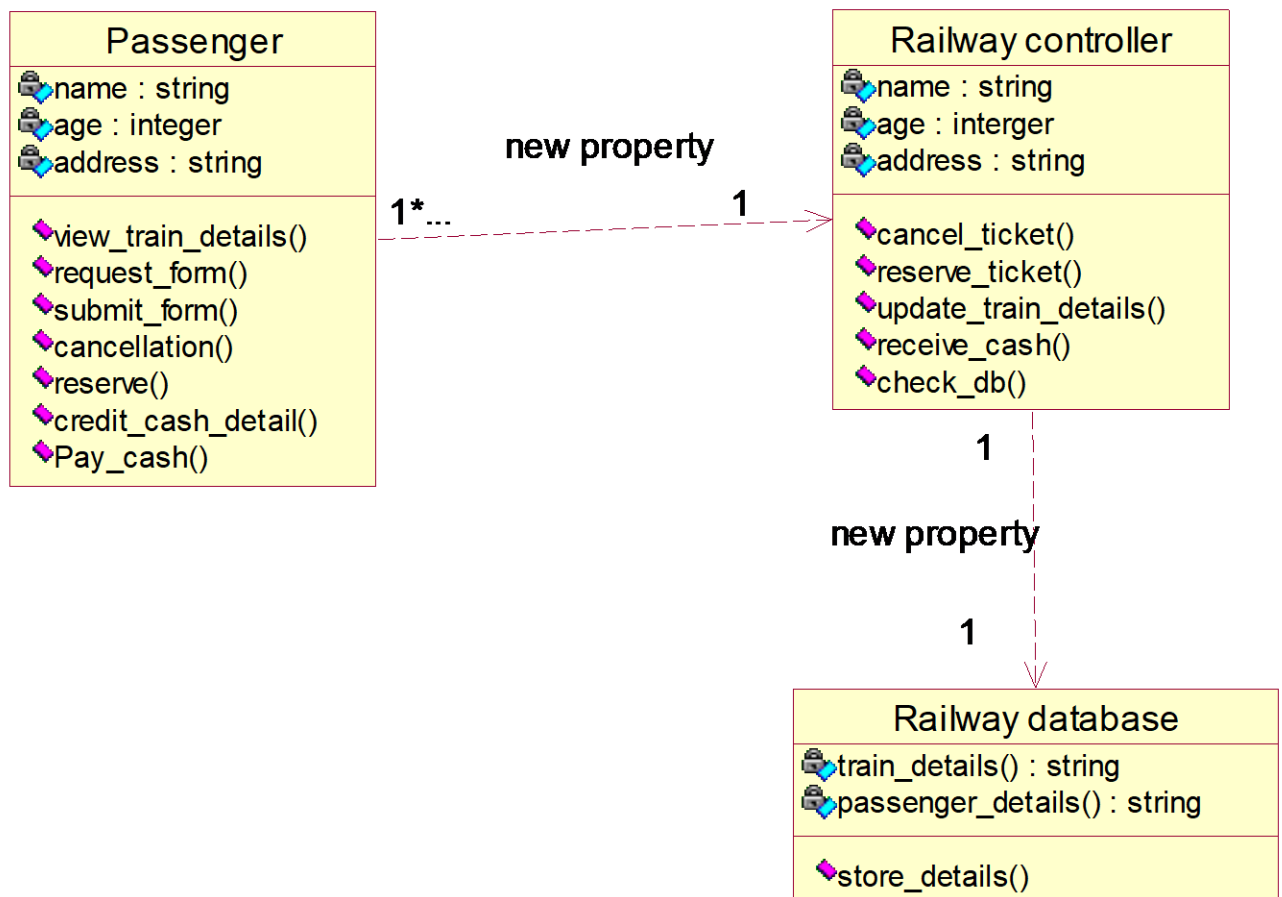 Passenger
name : string
age : integer
address : string
view_train_details()
request_form()
submit_form()
cancellation()
reserve()
credit_cash_detail()
Pay_cash()
new property
1*...
1
Railway controller
name : string
age : interger
address : string
cancel_ticket()
reserve_ticket()
update_train_details()
receive_cash()
check_db()
1
new property
1
Railway database
train_details() : string
passenger_details() : string
store_details()